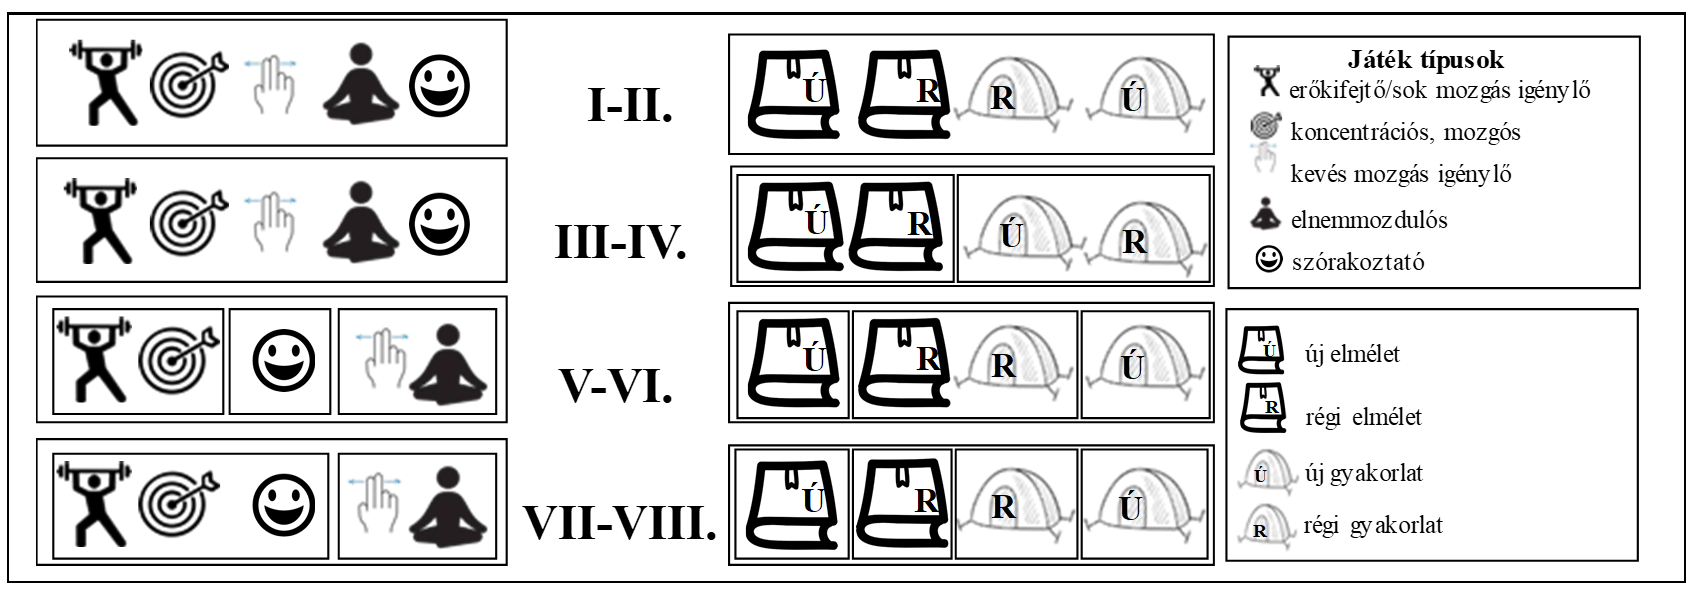 I-II.
Ú R R Ú
III-IV.
Ú R Ú R
V-VI.
Ú R R Ú
VII-VIII.
Ú R R Ú
Játék típusok
erőkifejtő/sok mozgás igénylő
koncentrációs, mozgós
kevés mozgás igénylő
elnemmozdulós
szórakoztató
Ú új elmélet
R régi elmélet
Ú új gyakorlat
R régi gyakorlat